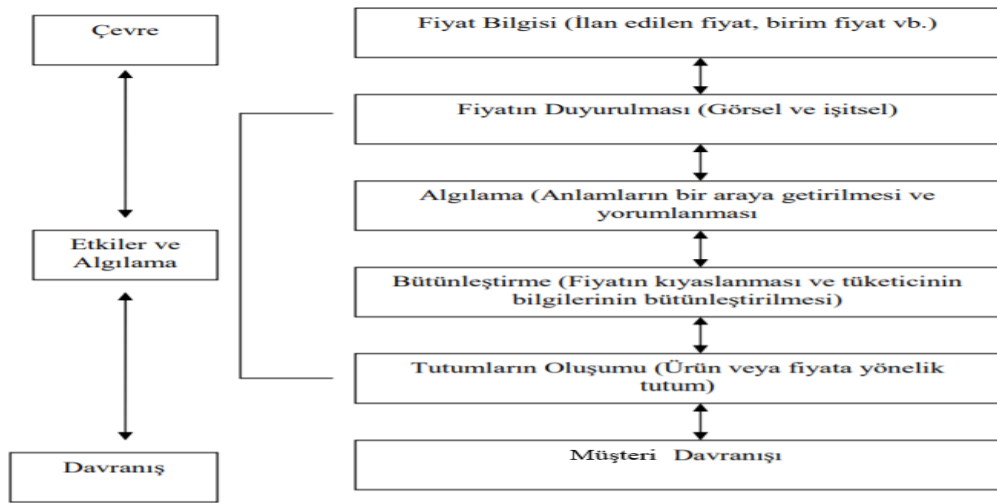 Çevre
Fiyat Bilgisi (İlan edilen fiyat, birim fiyat vb.)
Fiyatın Duyurulması (Görsel ve işitsel)
Algılama (Anlamların bir araya getirilmesi ve
yorumlanması
Etkiler ve
Algılama
Bütünleştirme (Fiyatın kıyaslanması ve tüketicinin
bilgilerinin bütünleştirilmesi)
Tutumların Oluşumu (Ürün veya fiyata yönelik
tutum)
Davranış
Müşteri Davranışı